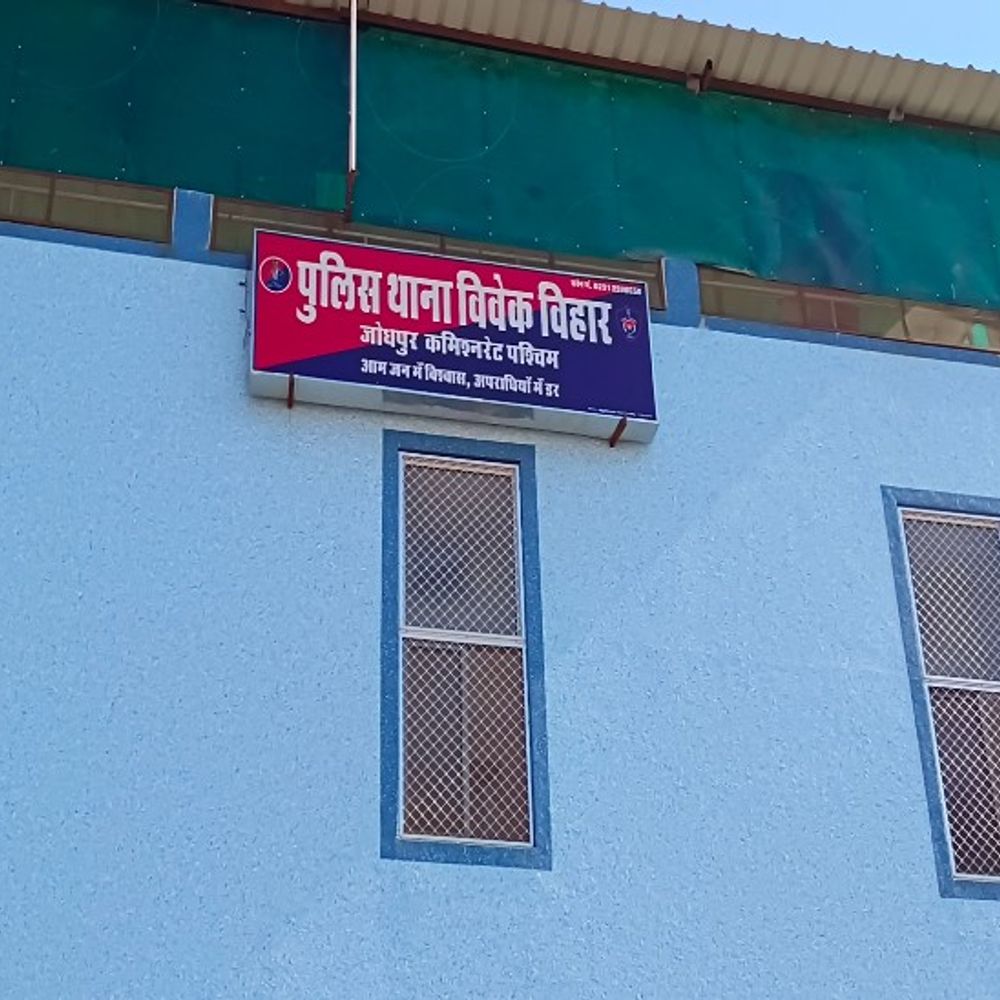 पुलिस थाना विवेक विहार
जोधपुर कमिश्नरेट पश्चिम
आम जन में विश्वास, अपराधियों में डर